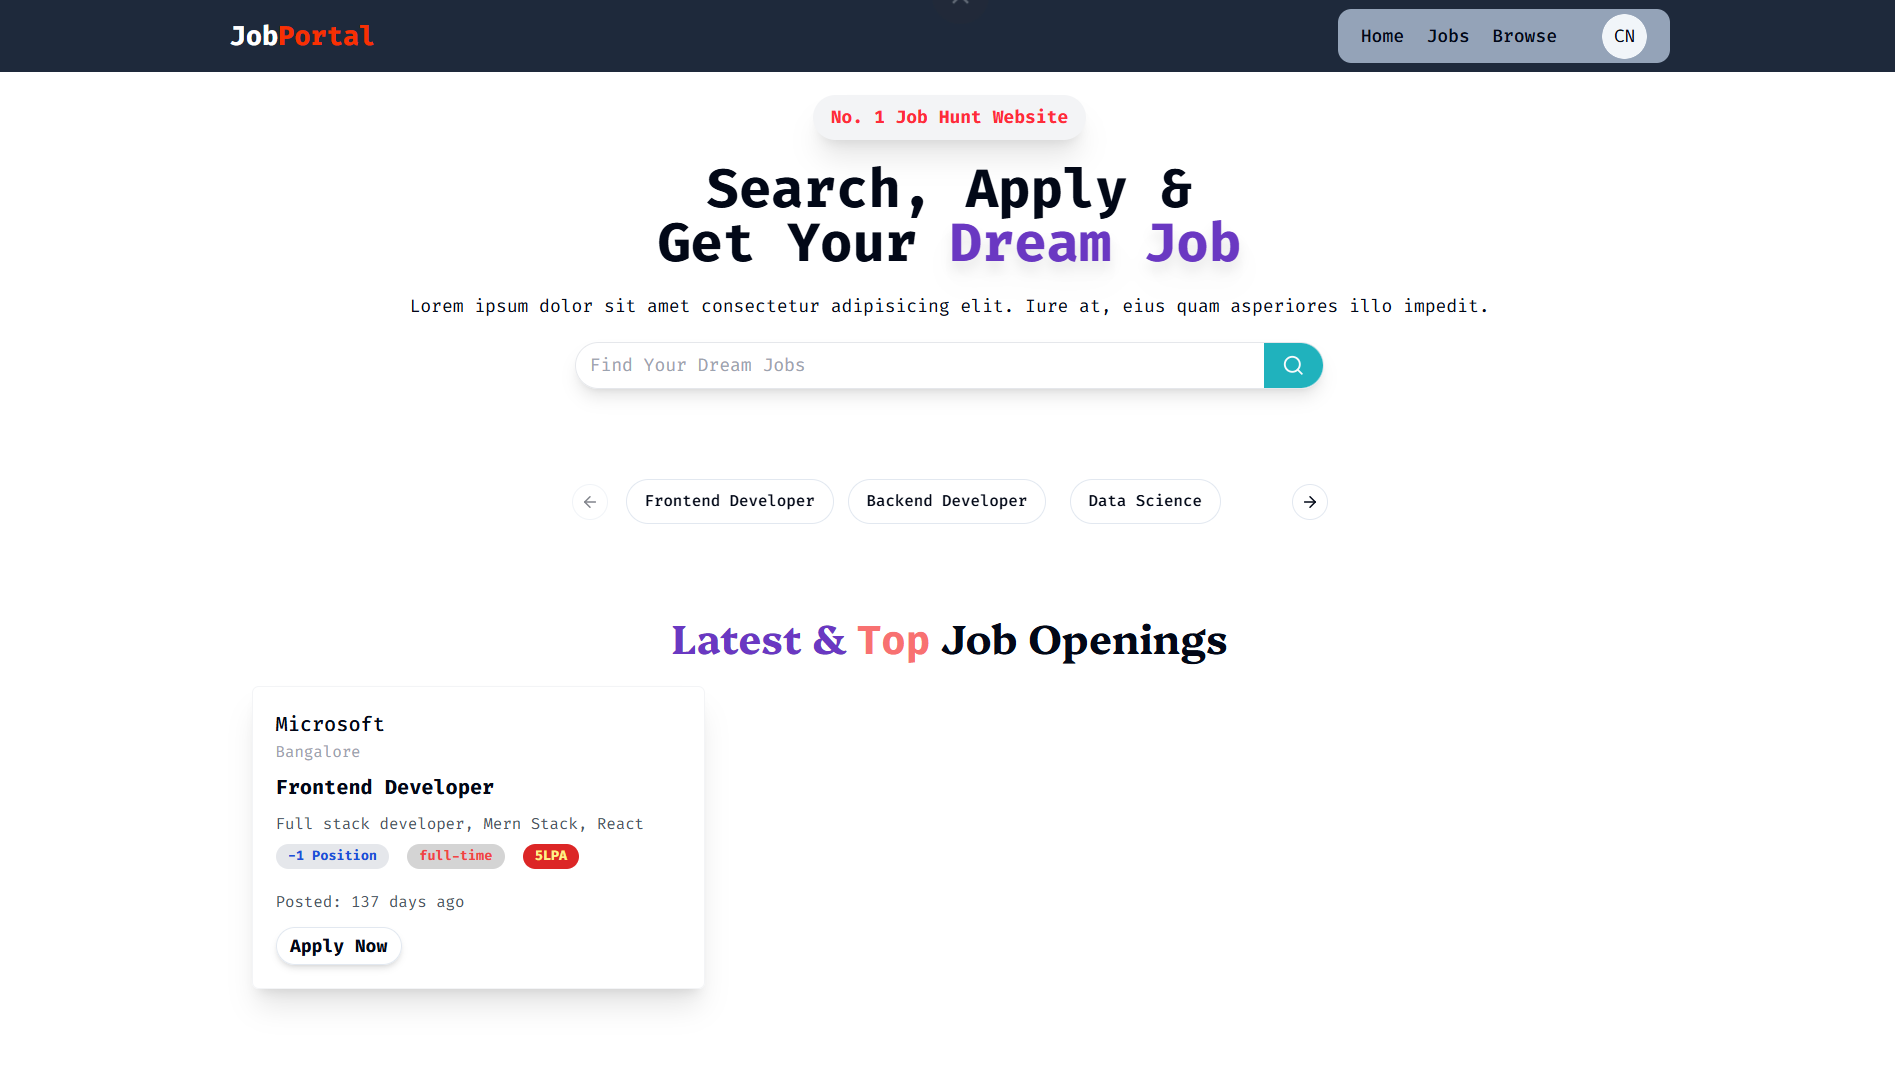 JobPortal
Home Jobs Browse CN
No. 1 Job Hunt Website
Search, Apply &
Get Your Dream Job
Lorem ipsum dolor sit amet consectetur adipisicing elit. Iure at, eius quam asperiores illo impedit.
Find Your Dream Jobs
Frontend Developer Backend Developer Data Science
Latest & Top Job Openings
Microsoft
Bangalore
Frontend Developer
Full stack developer, Mern Stack, React
-1 Position full-time 5LPA
Posted: 137 days ago
Apply Now